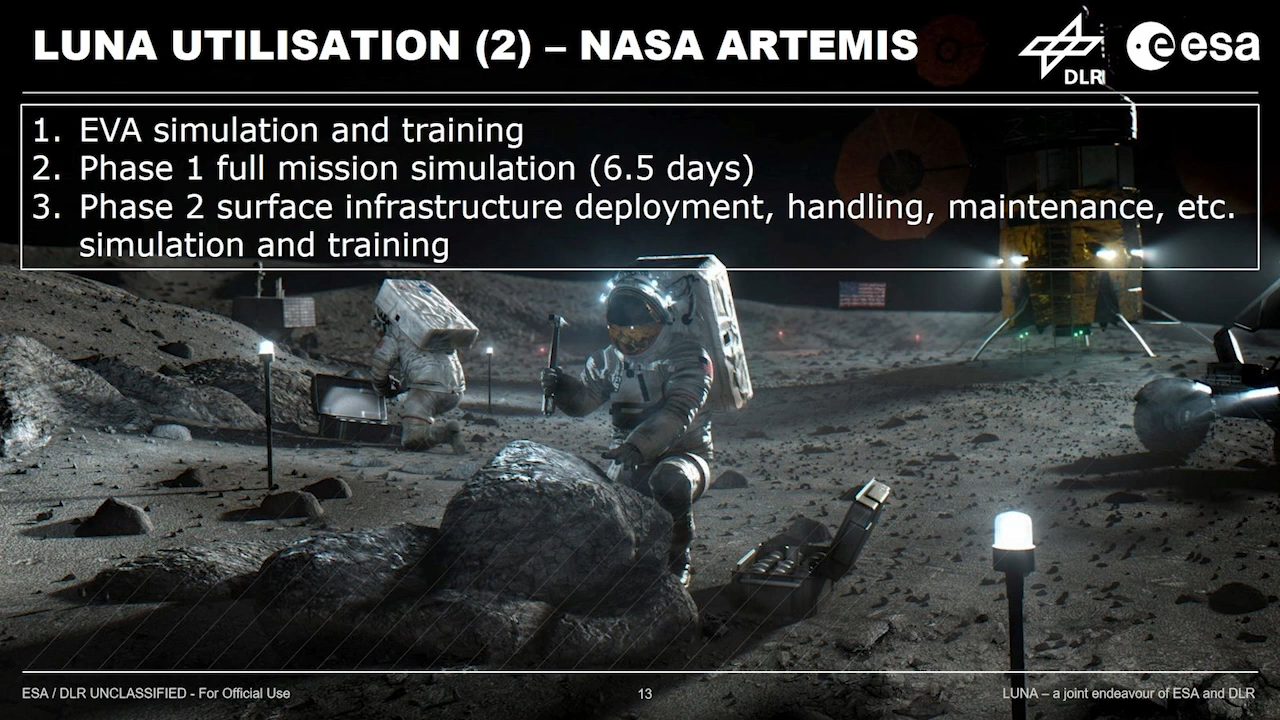 LUNA UTILISATION (2) – NASA ARTEMIS
DLR
esa
1. EVA simulation and training
2. Phase 1 full mission simulation (6.5 days)
3. Phase 2 surface infrastructure deployment, handling, maintenance, etc.
simulation and training
ESA / DLR UNCLASSIFIED - For Official Use
13
LUNA – a joint endeavour of ESA and DLR